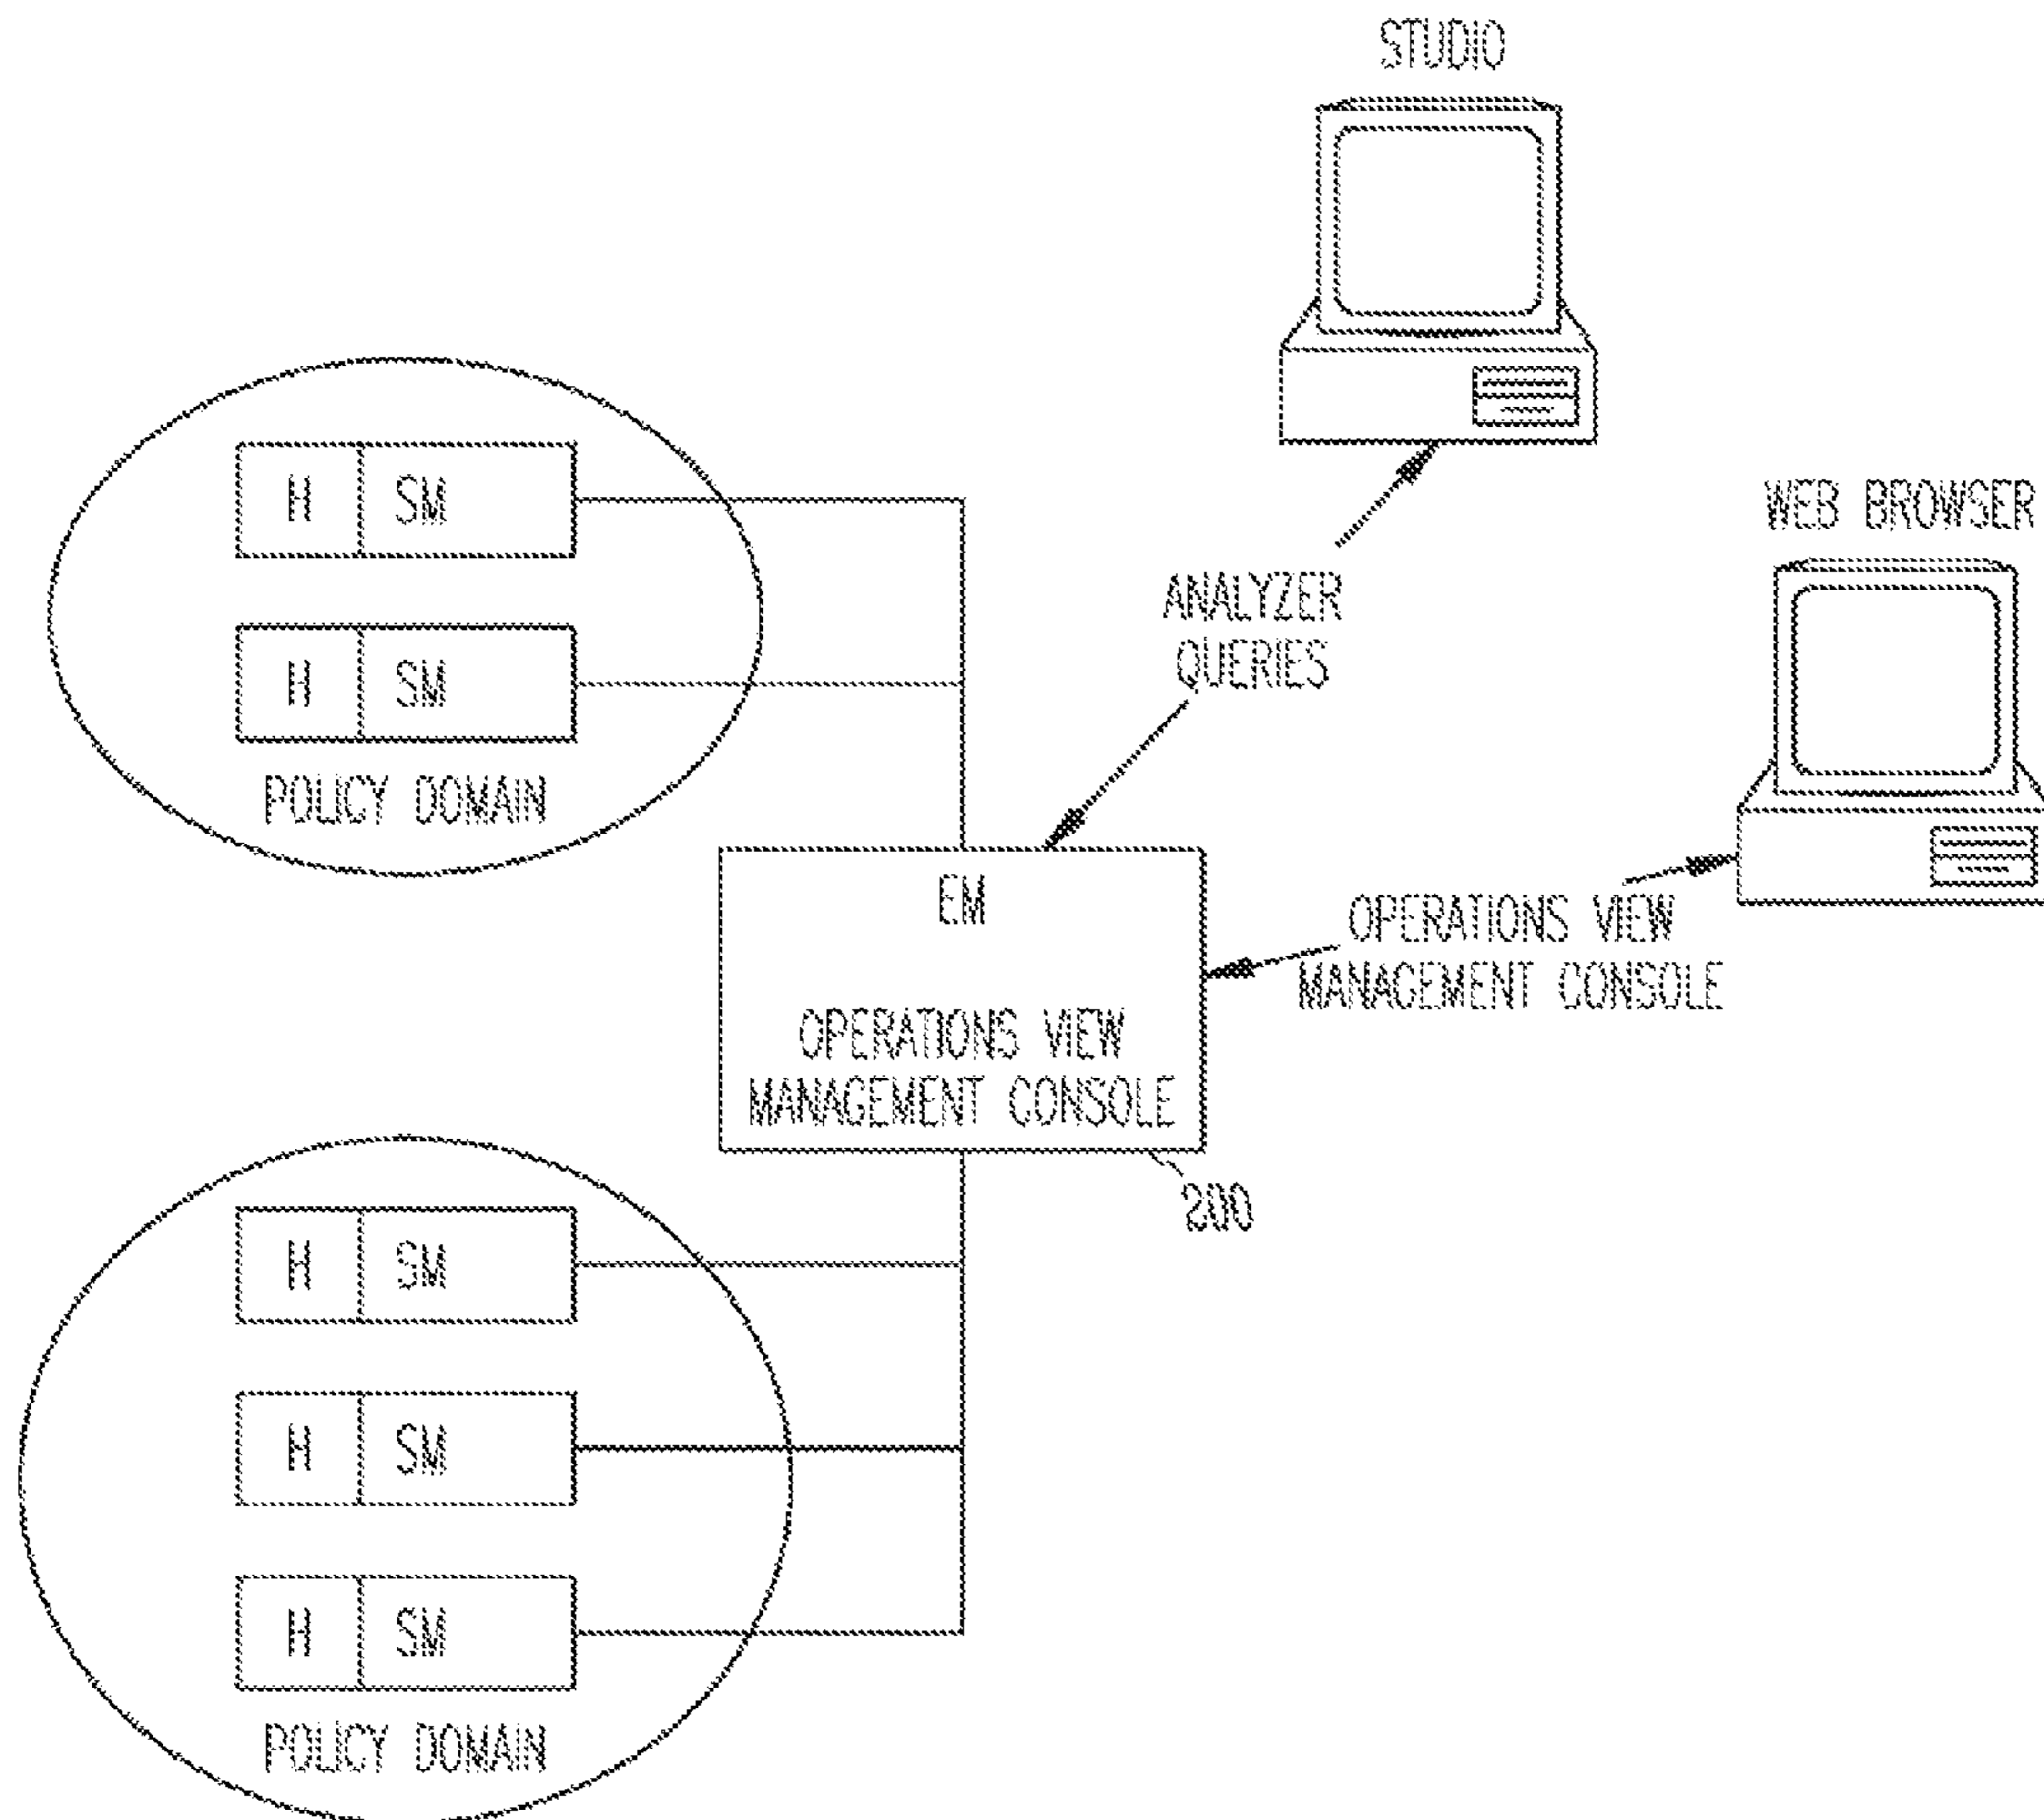 STUDIO
WEB BROWSER
H SM
H SM
POLICY DOMAIN
ANALYZER
QUERIES
EM
OPERATIONS VIEW
MANAGEMENT CONSOLE
OPERATIONS VIEW
MANAGEMENT CONSOLE
200
H SM
H SM
H SM
POLICY DOMAIN